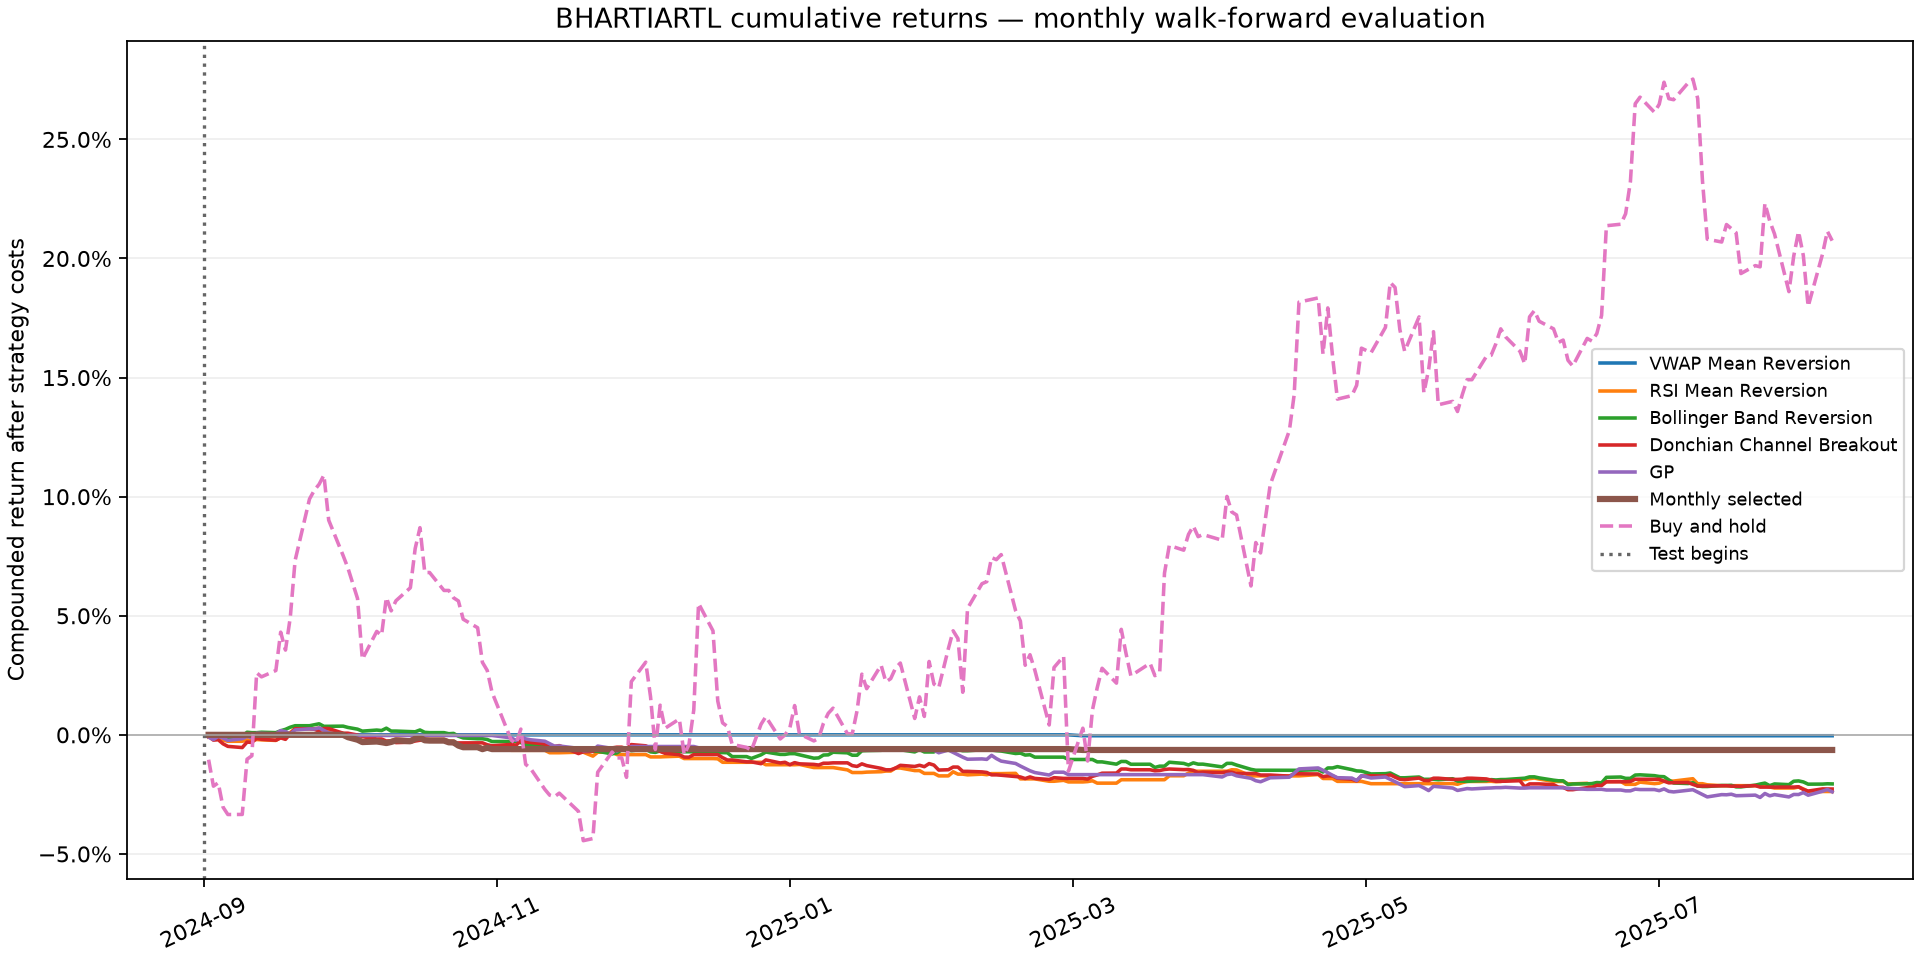 BHARTIARTL cumulative returns — monthly walk-forward evaluation
Compounded return after strategy costs
25.0%
20.0%
15.0%
10.0%
5.0%
0.0%
−5.0%
VWAP Mean Reversion
RSI Mean Reversion
Bollinger Band Reversion
Donchian Channel Breakout
GP
Monthly selected
Buy and hold
Test begins
2024-09
2024-11
2025-01
2025-03
2025-05
2025-07